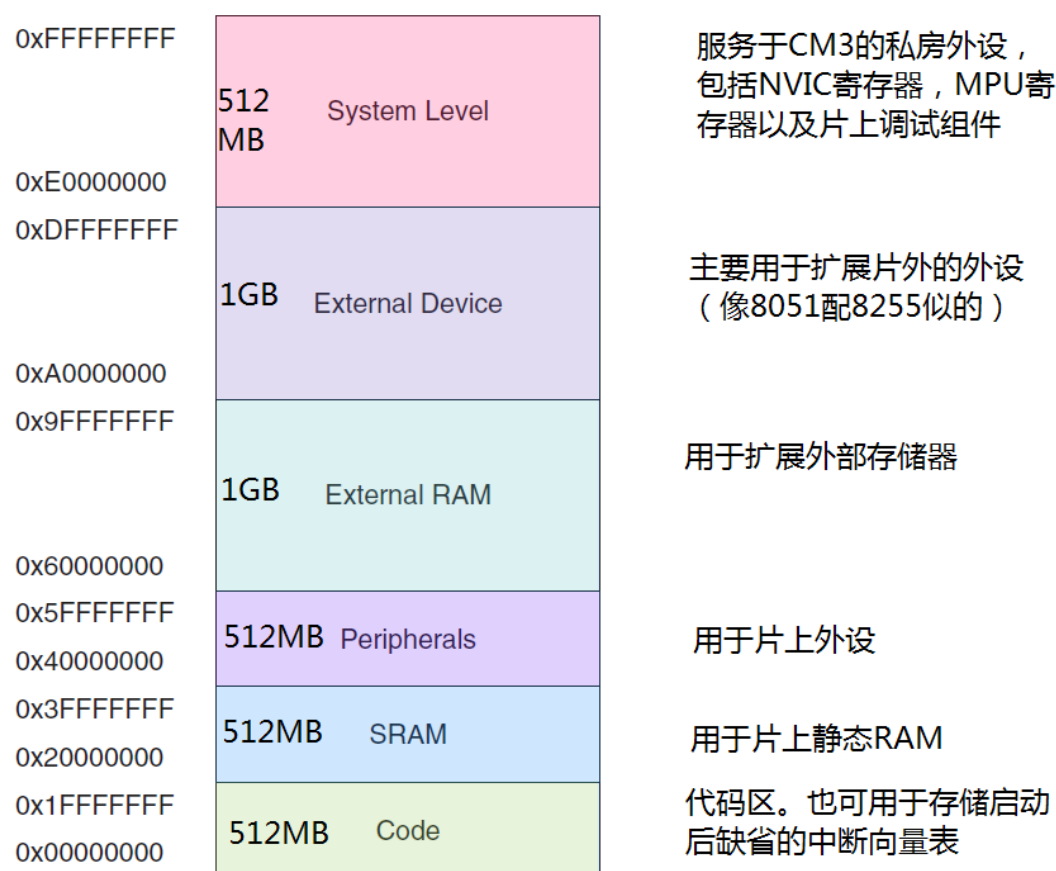 0xFFFFFFFF
512
MB
System Level
服务于CM3的私房外设，
包括NVIC寄存器，MPU寄
存器以及片上调试组件
0xE0000000
0xDFFFFFFF
1GB External Device
主要用于扩展片外的外设
（像8051配8255似的）
0xA0000000
0x9FFFFFFF
1GB External RAM
用于扩展外部存储器
0x60000000
0x5FFFFFFF
512MB Peripherals
用于片上外设
0x40000000
0x3FFFFFFF
512MB SRAM
用于片上静态RAM
0x20000000
0x1FFFFFFF
512MB Code
代码区。也可用于存储启动
后缺省的中断向量表
0x00000000